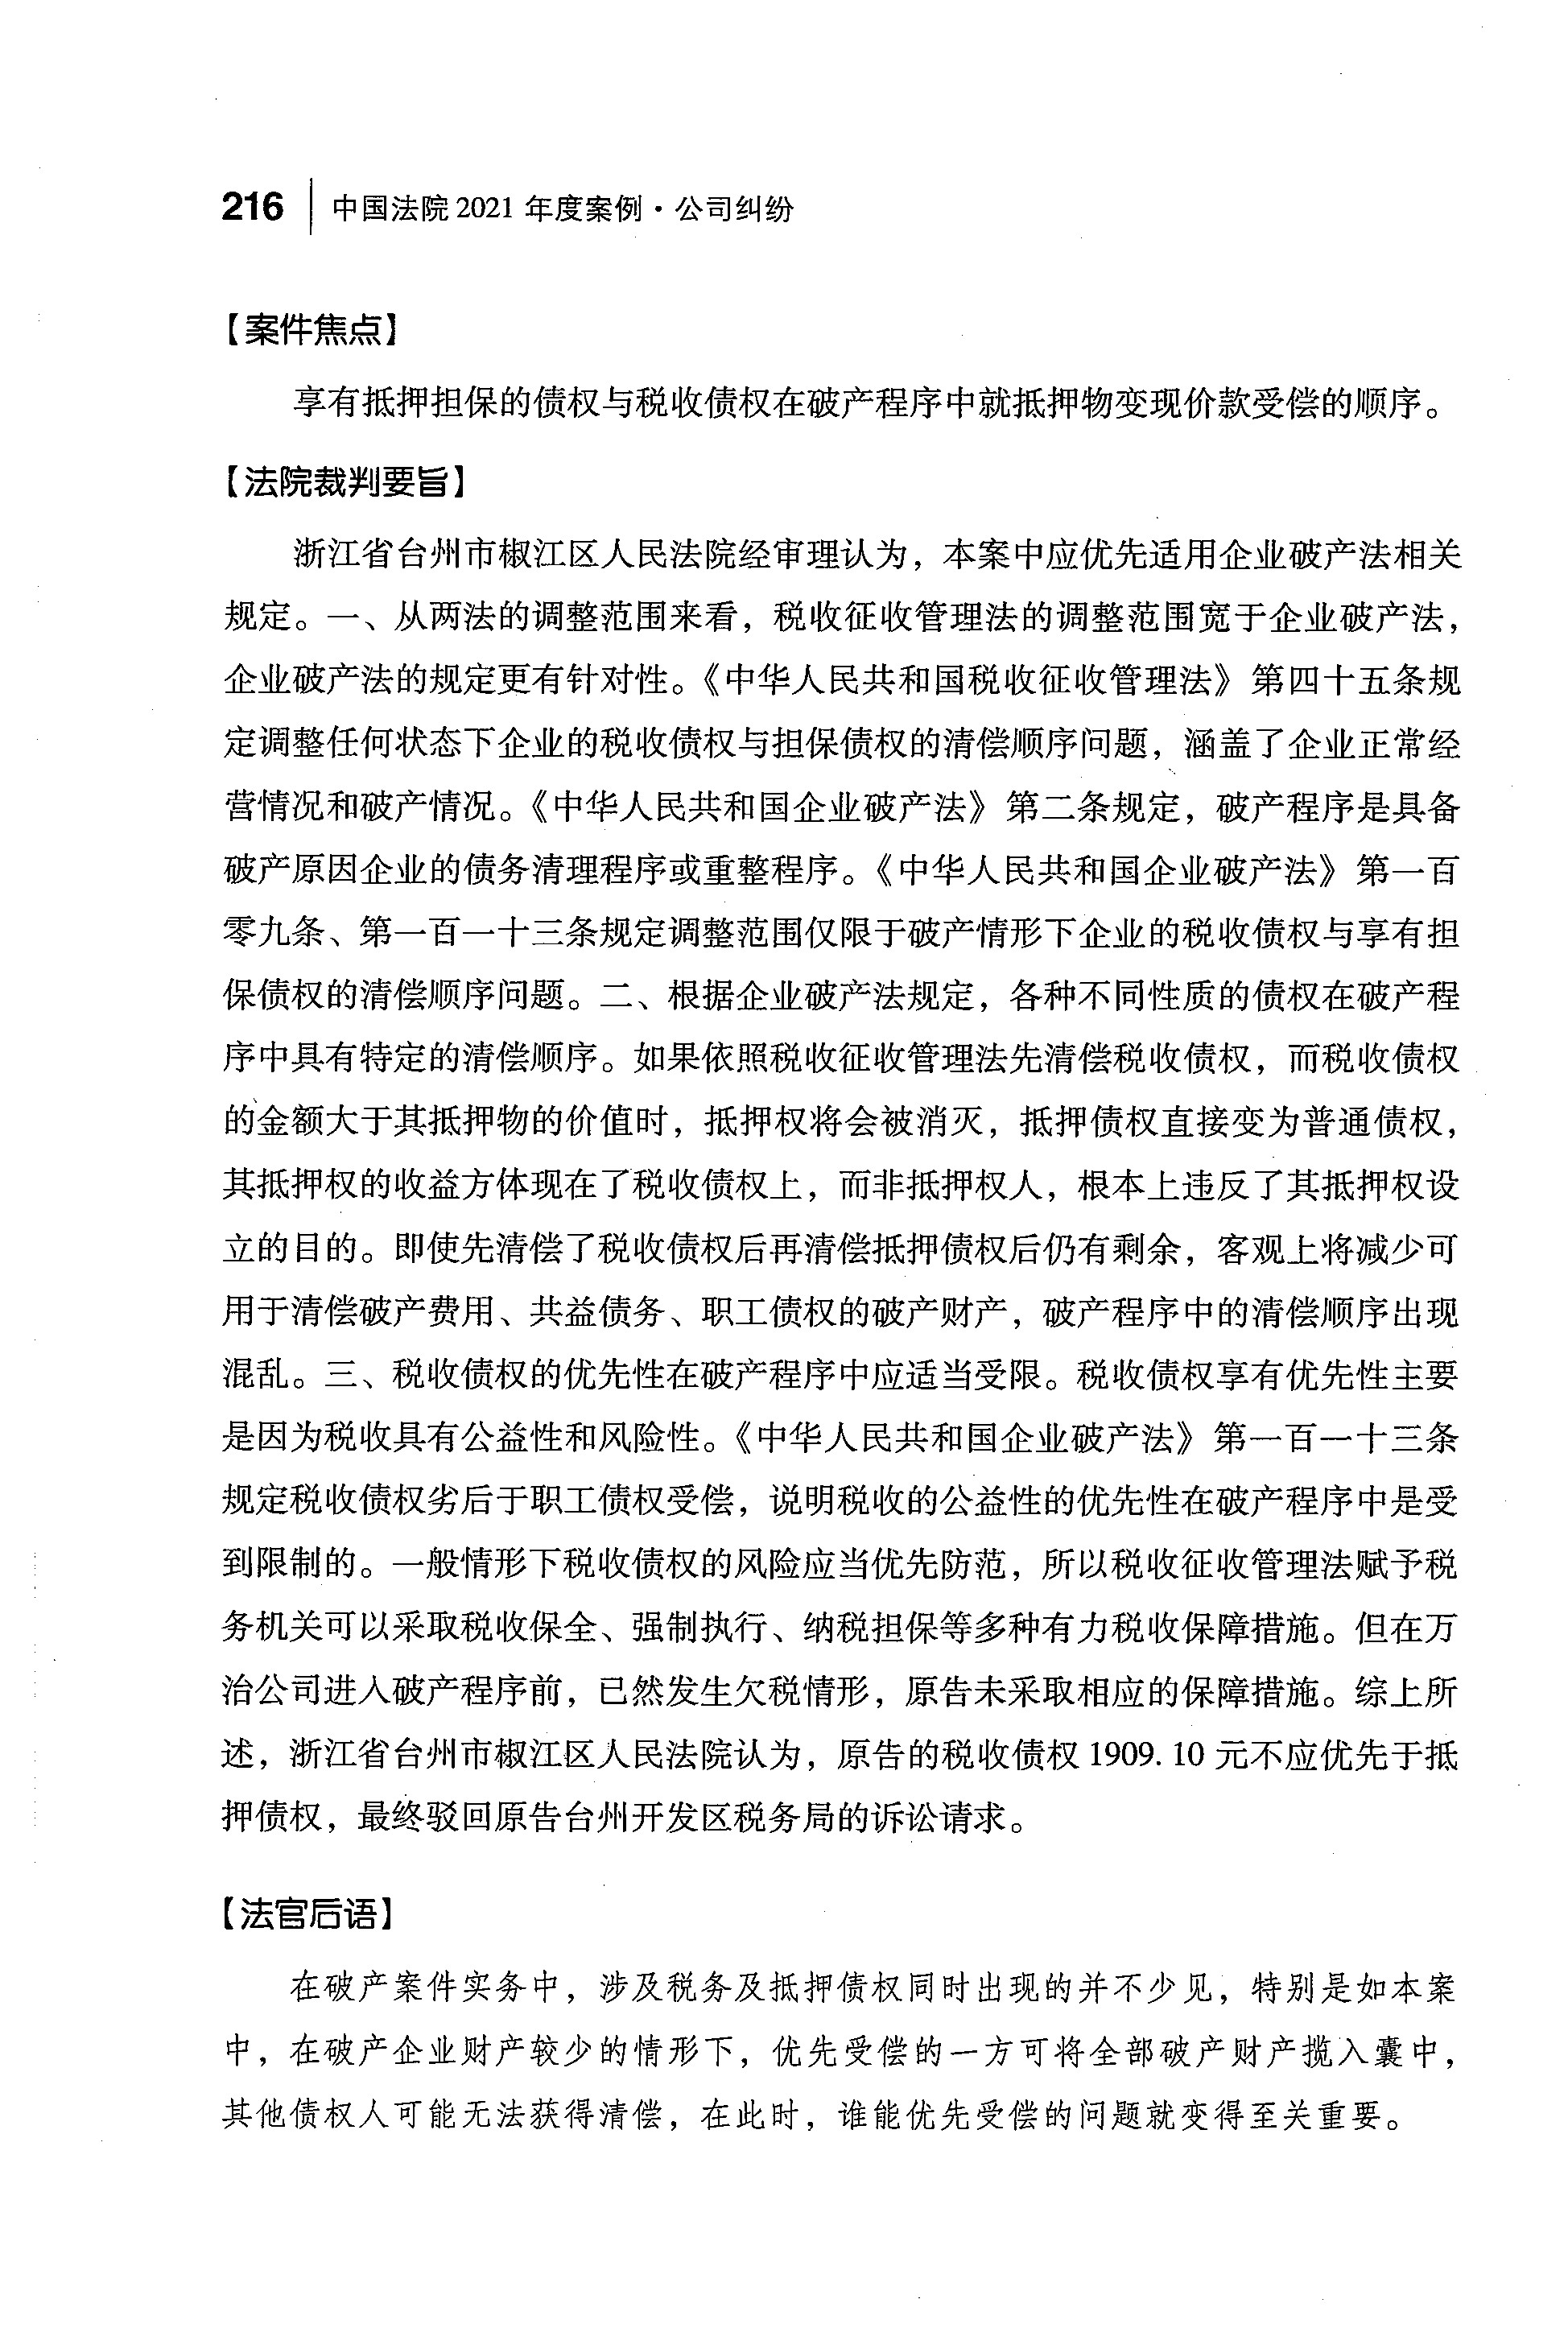 216 中国法院2021年度案例·公司纠纷
【案件焦点】
享有抵押担保的债权与税收债权在破产程序中就抵押物变现价款受偿的顺序。
【法院裁判要旨】
浙江省台州市椒江区人民法院经审理认为，本案中应优先适用企业破产法相关
规定。一、从两法的调整范围来看，税收征收管理法的调整范围宽于企业破产法，
企业破产法的规定更有针对性。《中华人民共和国税收征收管理法》第四十五条规
定调整任何状态下企业的税收债权与担保债权的清偿顺序问题，涵盖了企业正常经
营情况和破产情况。《中华人民共和国企业破产法》第二条规定，破产程序是具备
破产原因企业的债务清理程序或重整程序。《中华人民共和国企业破产法》第一百
零九条、第一百一十三条规定调整范围仅限于破产情形下企业的税收债权与享有担
保债权的清偿顺序问题。二、根据企业破产法规定，各种不同性质的债权在破产程
序中具有特定的清偿顺序。如果依照税收征收管理法先清偿税收债权，而税收债权
的金额大于其抵押物的价值时，抵押权将会被消灭，抵押债权直接变为普通债权，
其抵押权的收益方体现在了税收债权上，而非抵押权人，根本上违反了其抵押权设
立的目的。即使先清偿了税收债权后再清偿抵押债权后仍有剩余，客观上将减少可
用于清偿破产费用、共益债务、职工债权的破产财产，破产程序中的清偿顺序出现
混乱。三、税收债权的优先性在破产程序中应适当受限。税收债权享有优先性主要
是因为税收具有公益性和风险性。《中华人民共和国企业破产法》第一百一十三条
规定税收债权劣后于职工债权受偿，说明税收的公益性的优先性在破产程序中是受
到限制的。一般情形下税收债权的风险应当优先防范，所以税收征收管理法赋予税
务机关可以采取税收保全、强制执行、纳税担保等多种有力税收保障措施。但在万
治公司进入破产程序前，已然发生欠税情形，原告未采取相应的保障措施。综上所
述，浙江省台州市椒江区人民法院认为，原告的税收债权1909.10元不应优先于抵
押债权，最终驳回原告台州开发区税务局的诉讼请求。
【法官后语】
在破产案件实务中，涉及税务及抵押债权同时出现的并不少见，特别是如本案
中，在破产企业财产较少的情形下，优先受偿的一方可将全部破产财产揽入囊中，
其他债权人可能无法获得清偿，在此时，谁能优先受偿的问题就变得至关重要。